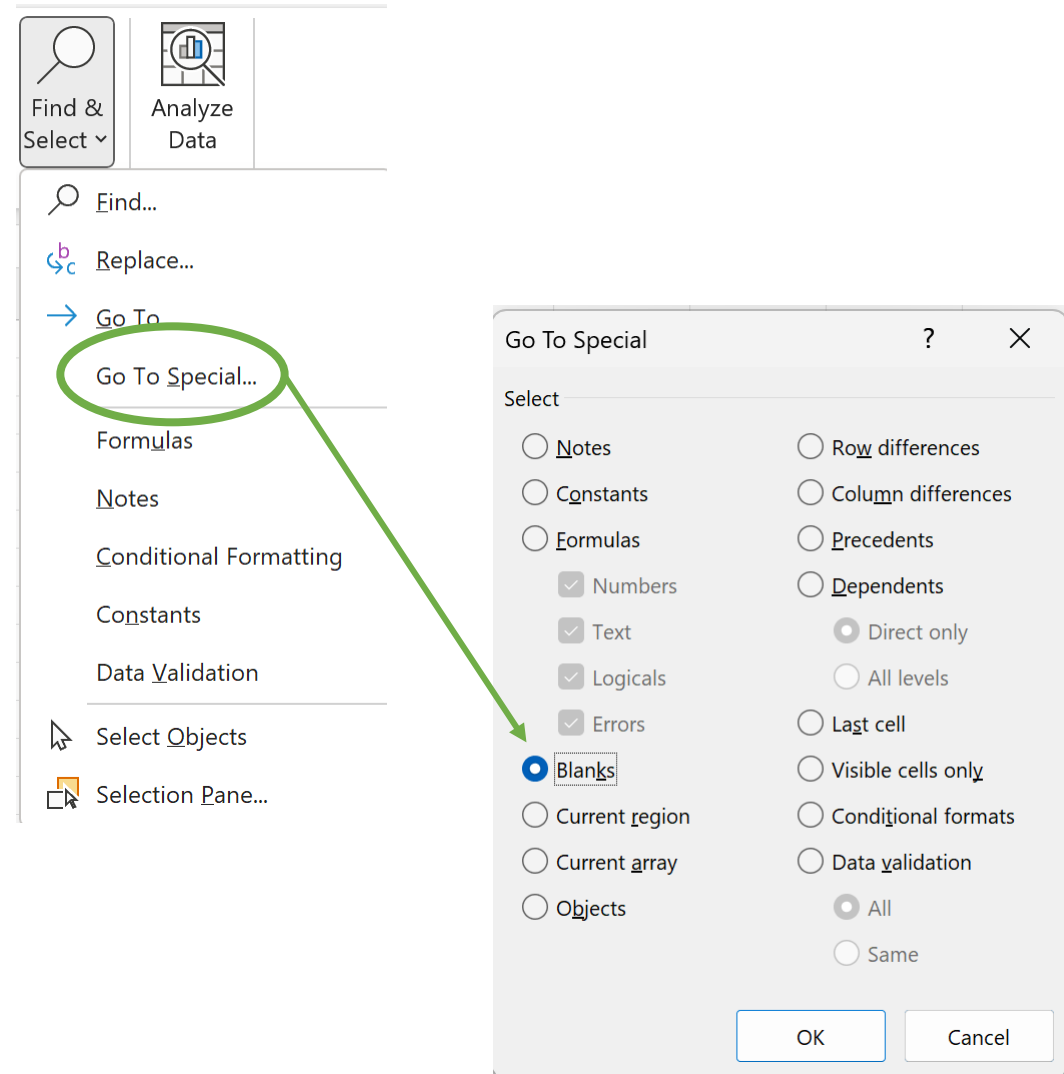 Find &
Select
Analyze
Data
Find...
Replace...
Go To
Go To Special...
Formulas
Notes
Conditional Formatting
Constants
Data Validation
Select Objects
Selection Pane...
Go To Special
?
Select
Notes
Constants
Formulas
Numbers
Text
Logicals
Errors
Blanks
Current region
Current array
Objects
Row differences
Column differences
Precedents
Dependents
Direct only
All levels
Last cell
Visible cells only
Conditional formats
Data validation
All
Same
OK
Cancel